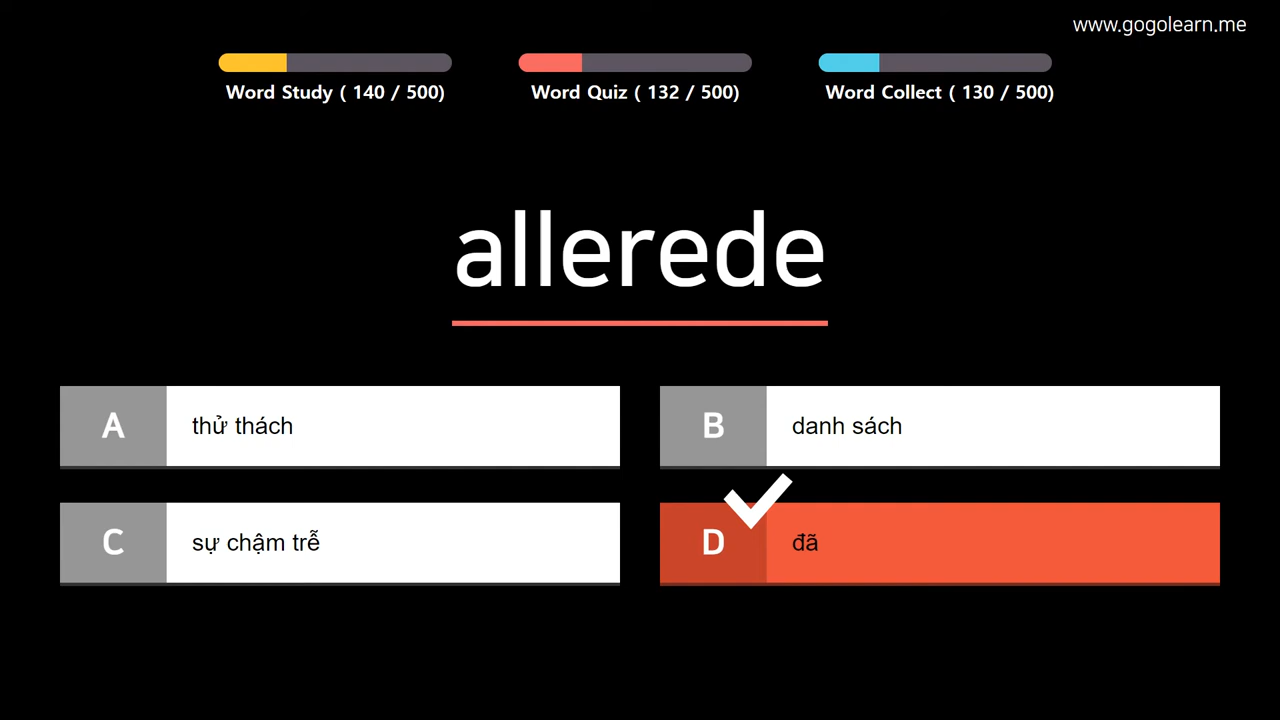 www.gogolearn.me
Word Study ( 140 / 500)
Word Quiz ( 132 / 500)
Word Collect ( 130 / 500)
allerede
A thử thách
B danh sách
C sự chậm trễ
D đã